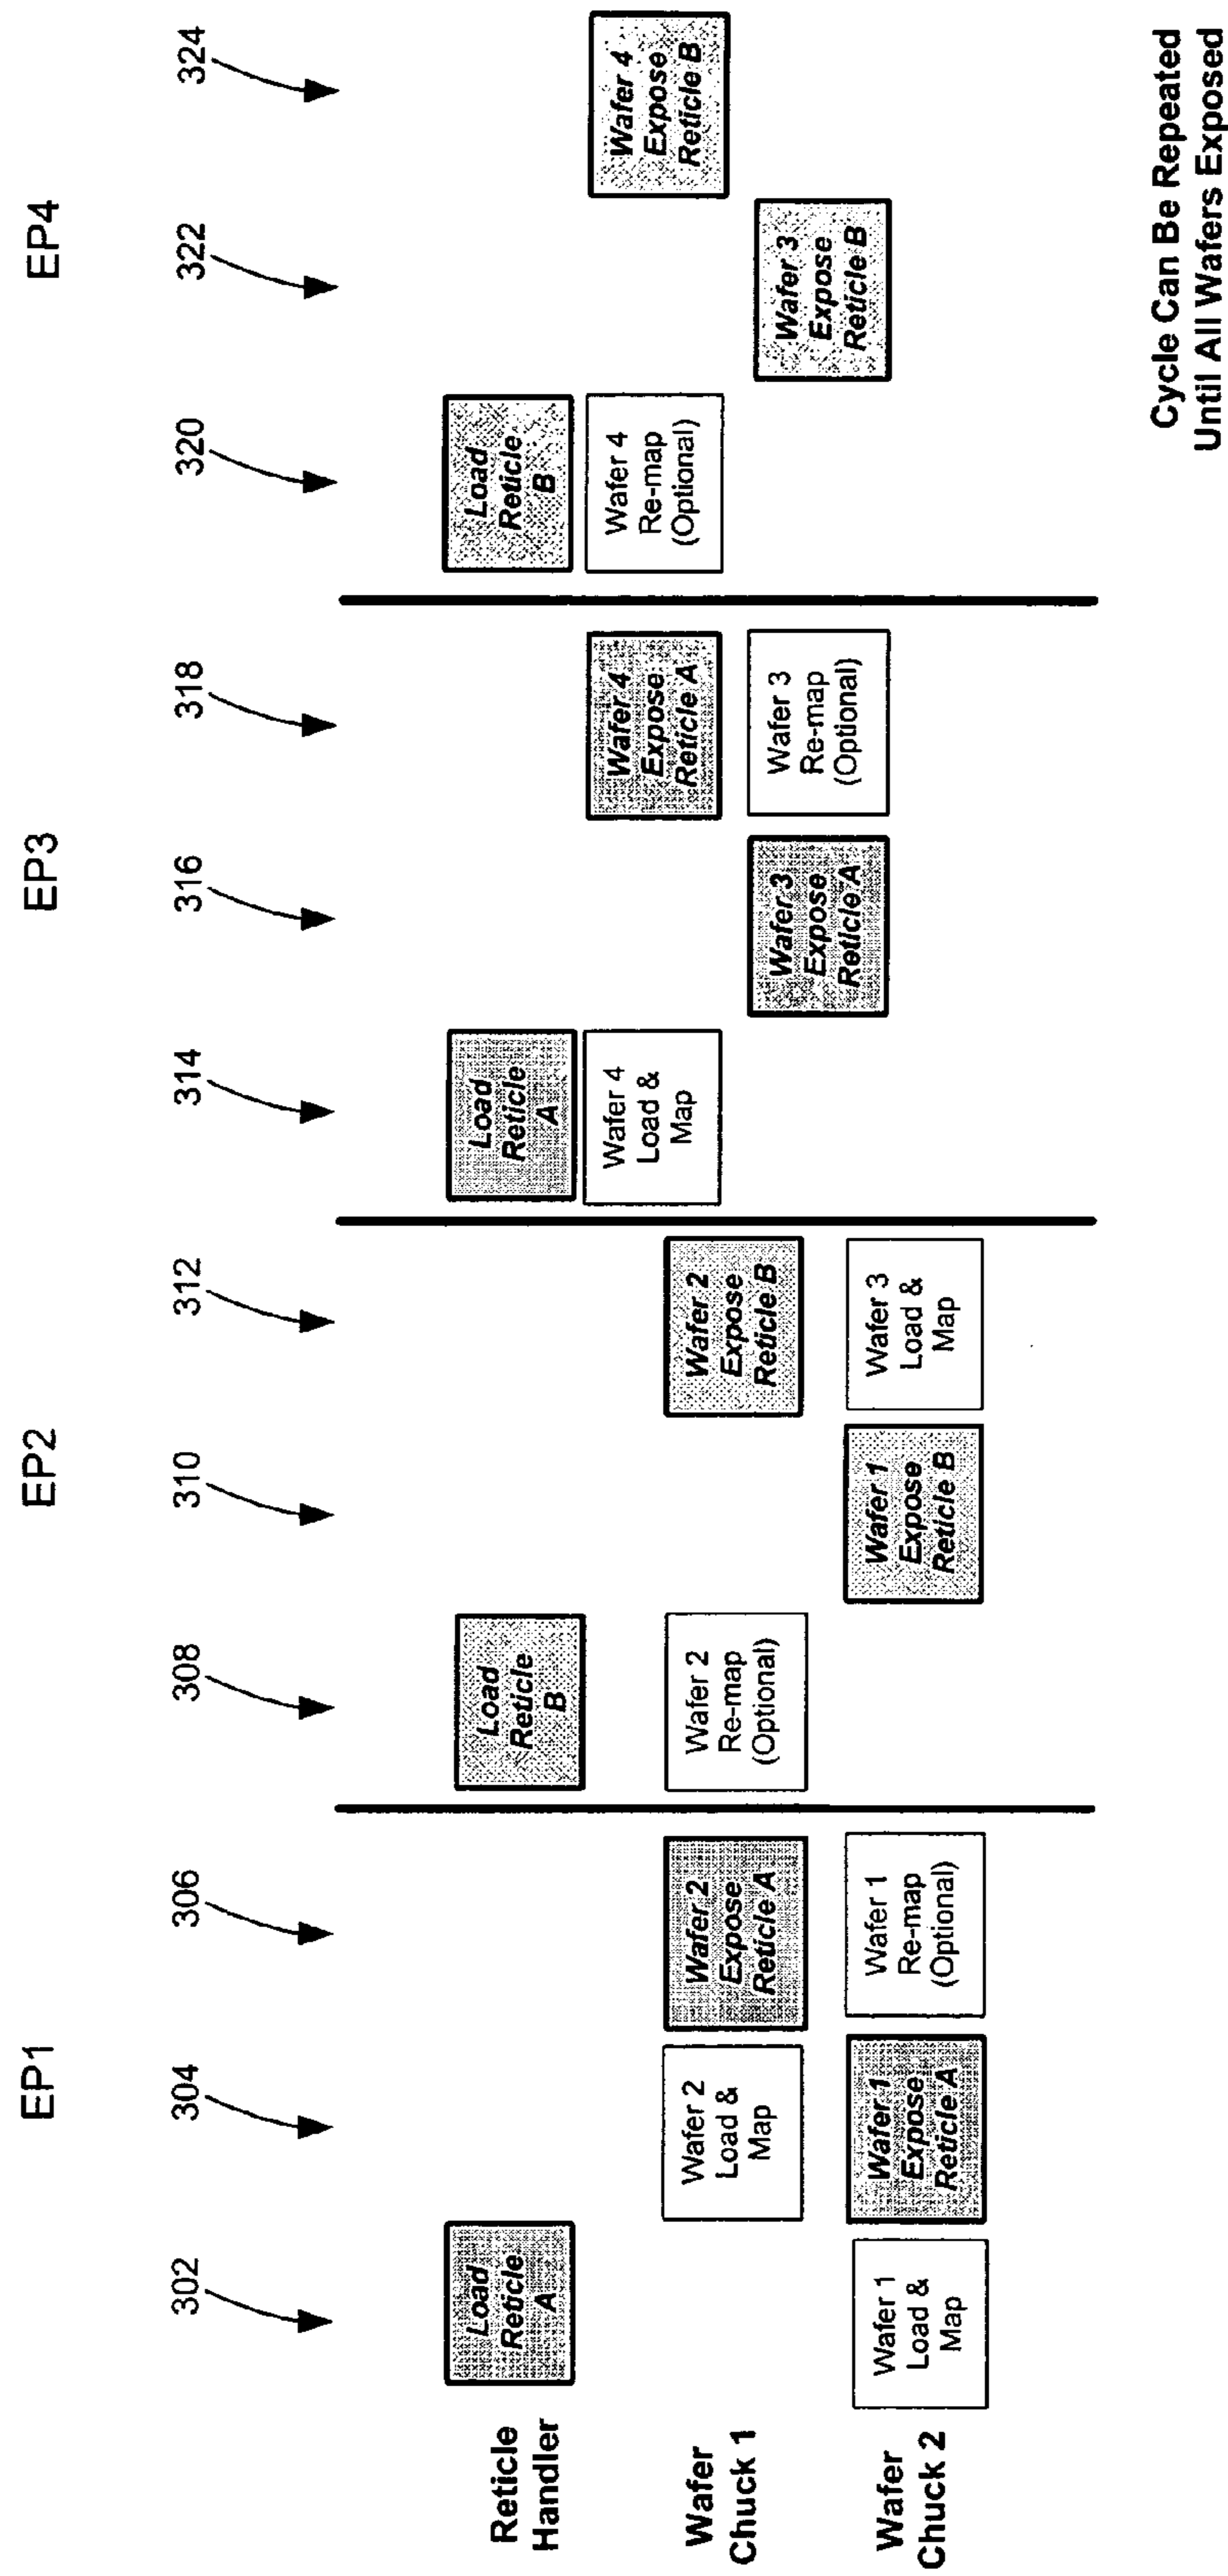 EP1
EP2
EP3
EP4
302
304
306
308
310
312
314
316
318
320
322
324
Reticle
Handler
Load
Reticle
A
Load
Reticle
B
Load
Reticle
A
Load
Reticle
B
Wafer
Chuck 1
Wafer 2
Load &
Map
Wafer 2
Expose
Reticle A
Wafer 2
Re-map
(Optional)
Wafer 2
Expose
Reticle B
Wafer 4
Load &
Map
Wafer 4
Expose
Reticle A
Wafer 4
Re-map
(Optional)
Wafer 4
Expose
Reticle B
Wafer
Chuck 2
Wafer 1
Load &
Map
Wafer 1
Expose
Reticle A
Wafer 1
Re-map
(Optional)
Wafer 1
Expose
Reticle B
Wafer 3
Load &
Map
Wafer 3
Expose
Reticle A
Wafer 3
Re-map
(Optional)
Wafer 3
Expose
Reticle B
Cycle Can Be Repeated
Until All Wafers Exposed